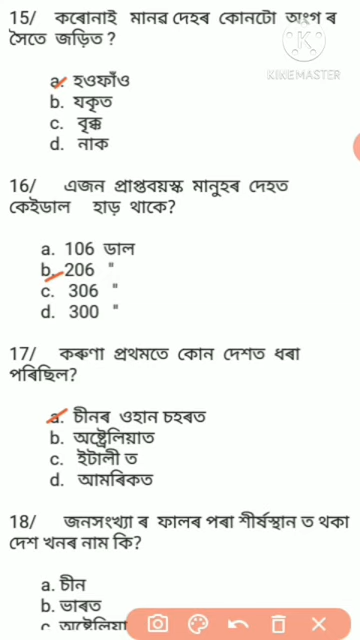 15/ কৰোনাই মানৱ দেহৰ কোনটো অংগ ৰ
সৈতে জড়িত ?
KINEMASTER
a. হাওফাঁও
b. যকৃত
c. বৃক্ক
d. নাক
16/ এজন প্ৰাপ্তবয়স্ক মানুহৰ দেহত
কেইডাল হাড় থাকে?
a. 106 ডাল
b. 206 "
c. 306 "
d. 300 "
17/ কৰুণা প্ৰথমতে কোন দেশত ধৰা
পৰিছিল?
a. চীনৰ ওহান চহৰত
b. অষ্ট্ৰেলিয়াত
c. ইটালী ত
d. আমৰিকত
18/ জনসংখ্যা ৰ ফালৰ পৰা শীৰ্ষস্থান ত থকা
দেশ খনৰ নাম কি?
a. চীন
b. ভাৰত